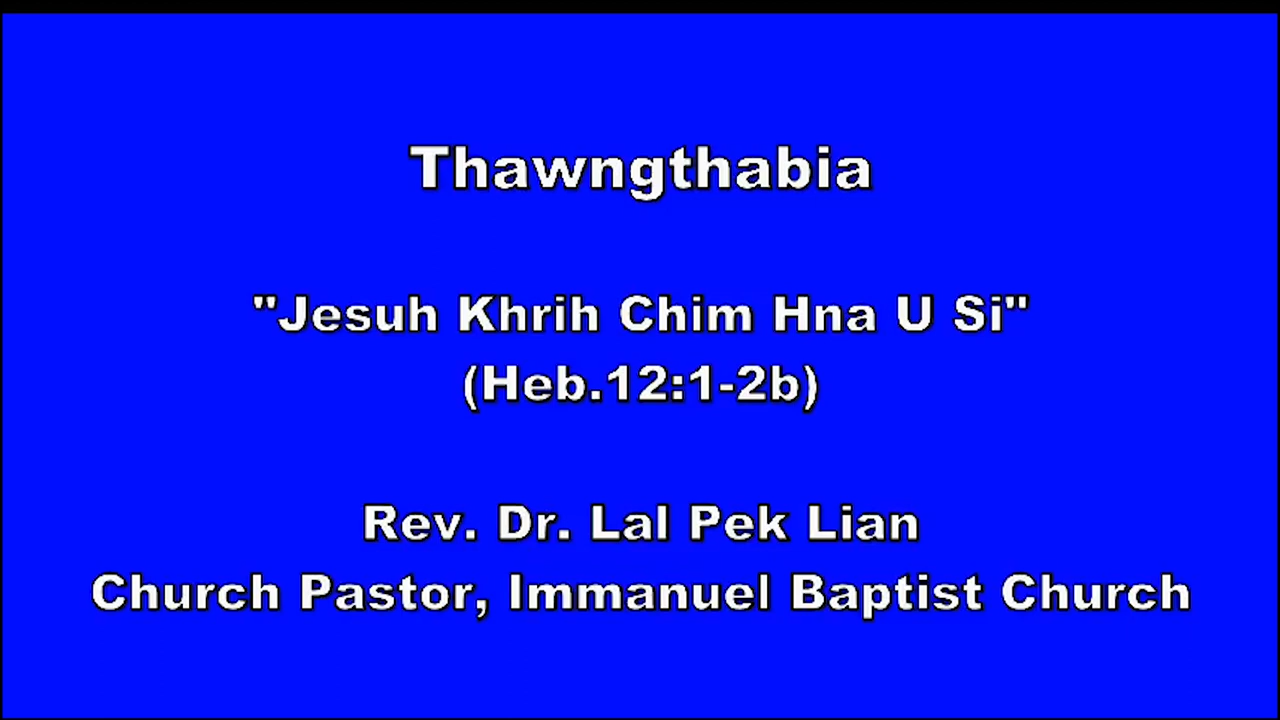 Thawngthabia
"Jesuh Khrih Chim Hna U Si"
(Heb.12:1-2b)
Rev. Dr. Lal Pek Lian
Church Pastor, Immanuel Baptist Church